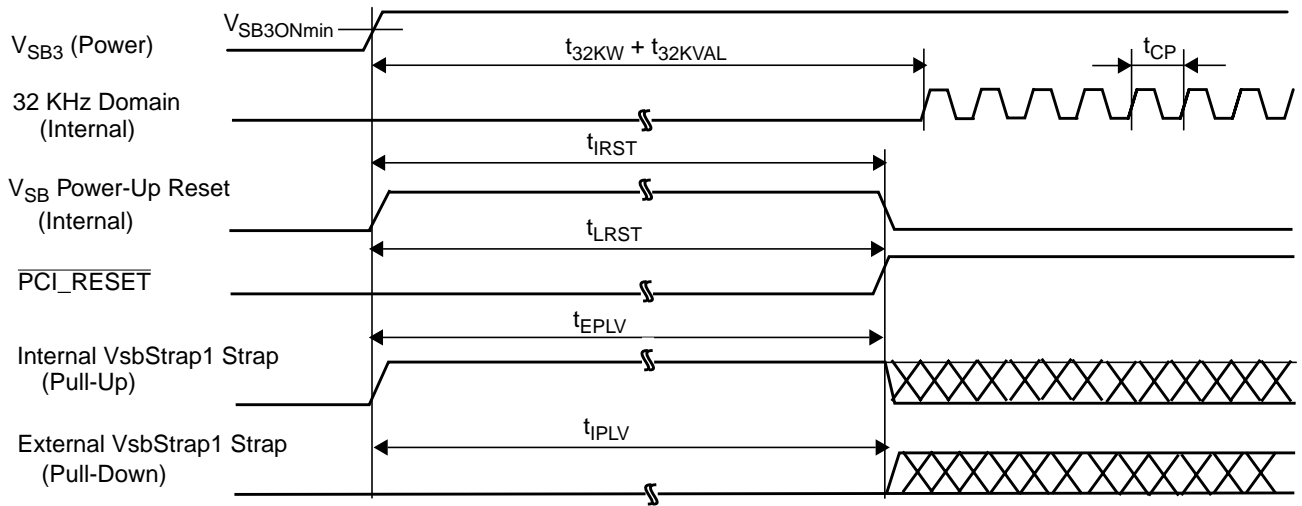 VSB3ONmin
VSB3 (Power)
t32KW + t32KVAL
tCP
32 KHz Domain
(Internal)
tIRST
VSB Power-Up Reset
(Internal)
tLRST
PCI_RESET
tEPLV
Internal VsbStrap1 Strap
(Pull-Up)
tIPLV
External VsbStrap1 Strap
(Pull-Down)